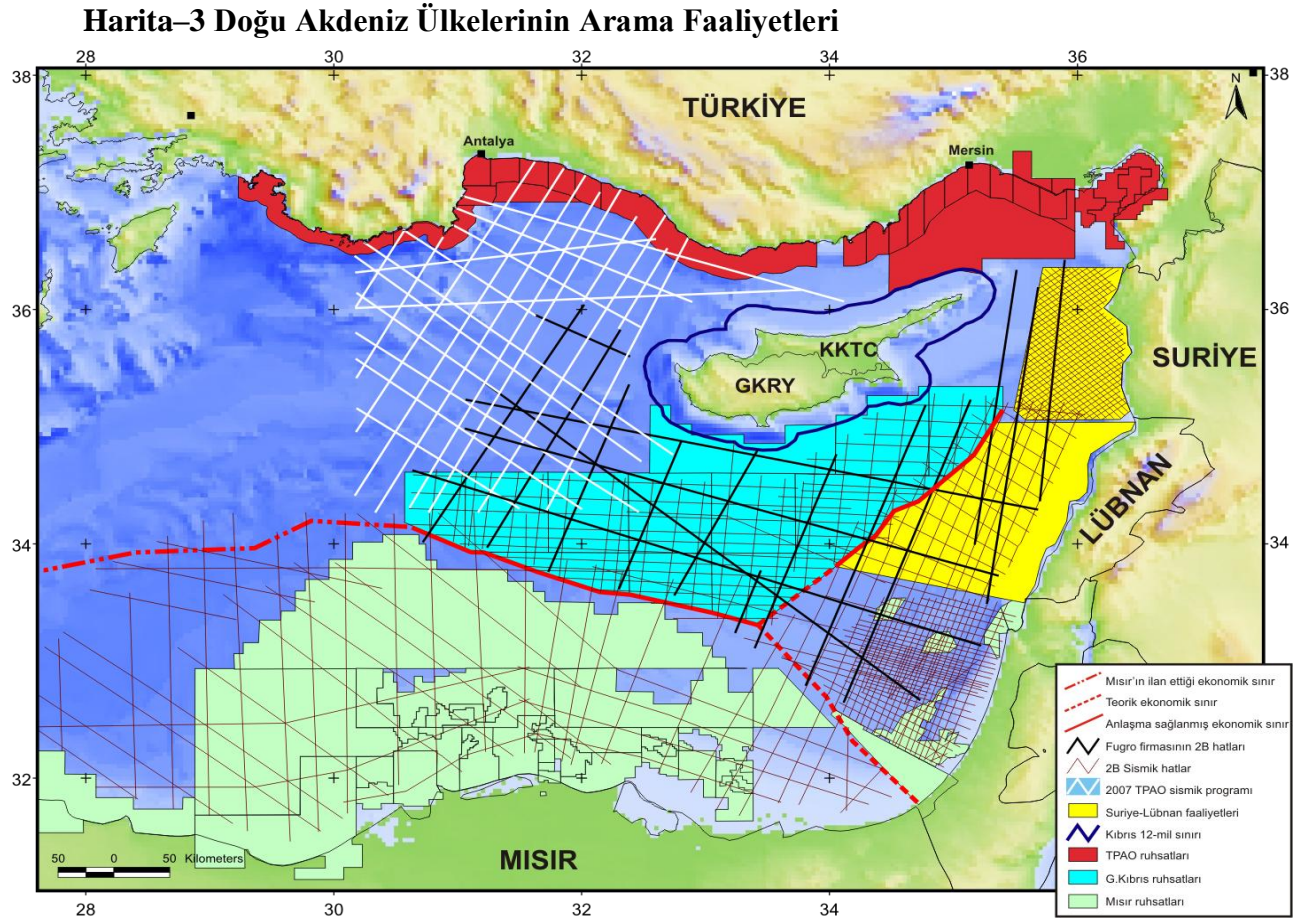 Harita–3 Doğu Akdeniz Ülkelerinin Arama Faaliyetleri
28 30 32 34 36
38 38
N
TÜRKİYE
Antalya
Mersin
36 36
KKTC
SURİYE
GKRY
LÜBNAN
34 34
32
MISIR
50 0 50 Kilometers
28 30 32 34
Mısır'ın ilan ettiği ekonomik sınır
Teorik ekonomik sınır
Anlaşma sağlanmış ekonomik sınır
Fugro firmasının 2B hatları
2B Sismik hatlar
2007 TPAO sismik programı
Suriye-Lübnan faaliyetleri
Kıbrıs 12-mil sınırı
TPAO ruhsatları
G.Kıbrıs ruhsatları
Mısır ruhsatları